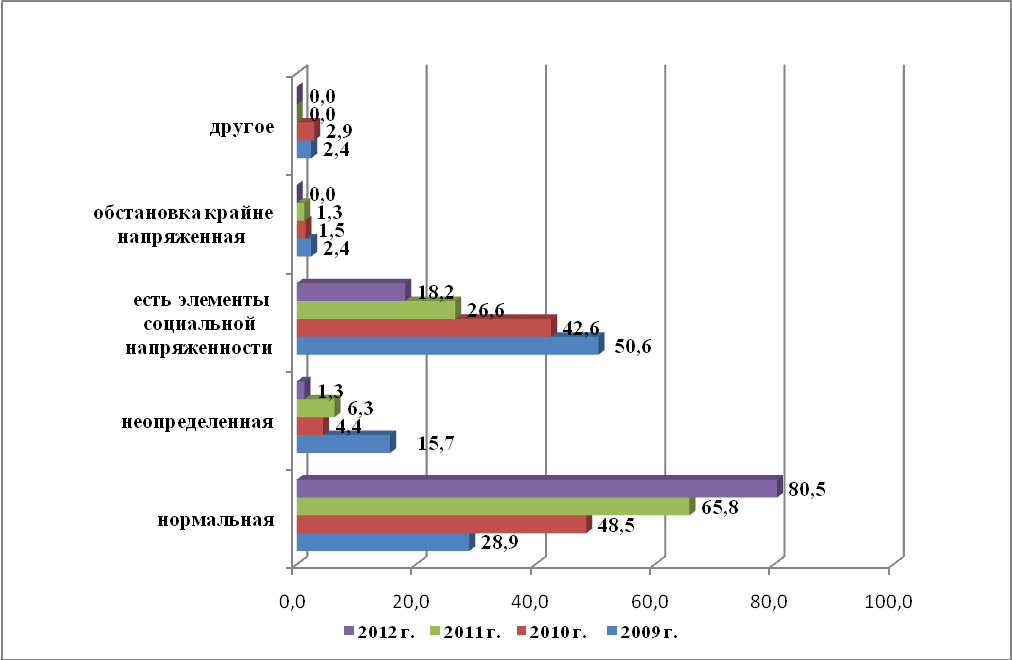 другое
0,0
0,0
2,9
2,4
обстановка крайне
напряженная
0,0
1,3
1,5
2,4
есть элементы
социальной
напряженности
18,2
26,6
42,6
50,6
неопределенная
1,3
6,3
4,4
15,7
нормальная
80,5
65,8
48,5
28,9
0,0 20,0 40,0 60,0 80,0 100,0
2012 г. 2011 г. 2010 г. 2009 г.